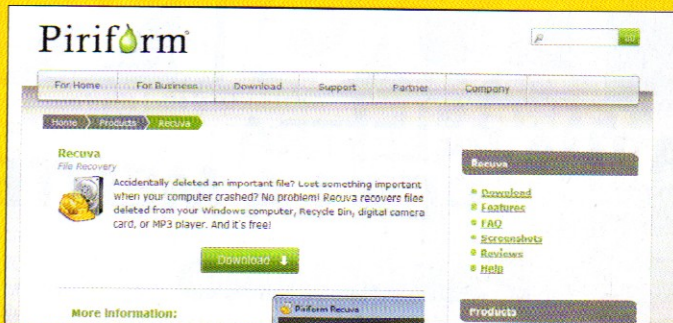 Piriform
GO
For Home For Business Download Support Partner Company
Home Products Recuva
Recuva
File Recovery
Accidentally deleted an important file? Lost something important
when your computer crashed? No problem! Recuva recovers files
deleted from your Windows computer, Recycle Bin, digital camera
card, or MP3 player. And it's free!
Download
More Information:
Piriform Recuva
Recuva
Download
Features
FAQ
Screenshots
Reviews
Help
Products